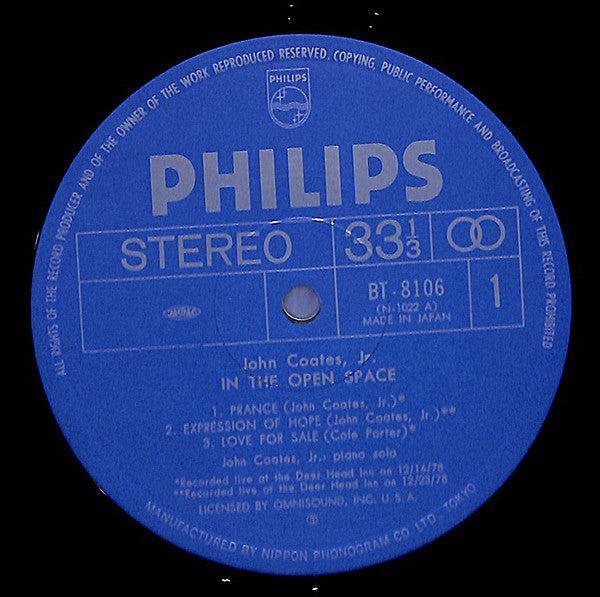 ALL RIGHTS OF THE RECORD PRODUCER AND OF THE OWNER OF THE WORK REPRODUCED RESERVED. COPYING, PUBLIC PERFORMANCE AND BROADCASTING OF THIS RECORD PROHIBITED
PHILIPS
PHILIPS
STEREO 33 1/3
BT-8106
(N-1022 A)
MADE IN JAPAN
1
John Coates, Jr.
IN THE OPEN SPACE
1. PRANCE (John Coates, Jr.)*
2. EXPRESSION OF HOPE (John Coates, Jr.)**
3. LOVE FOR SALE (Cole Porter)*
John Coates, Jr.: piano solo
*Recorded live at the Deer Head Inn on 12/16/78
**Recorded live at the Deer Head Inn on 12/23/78
LICENSED BY OMNISOUND, INC. U.S.A.
MANUFACTURED BY NIPPON PHONOGRAM CO. LTD., TOKYO